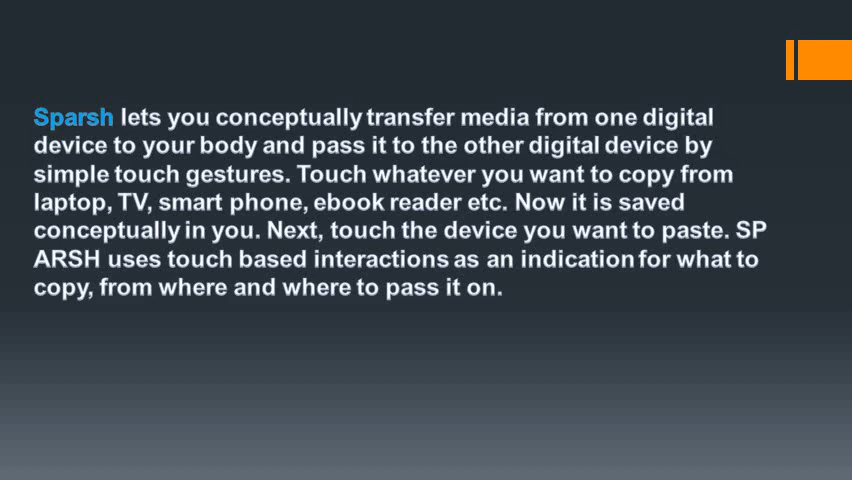 Sparsh lets you conceptually transfer media from one digital
device to your body and pass it to the other digital device by
simple touch gestures. Touch whatever you want to copy from
laptop, TV, smart phone, ebook reader etc. Now it is saved
conceptually in you. Next, touch the device you want to paste. SP
ARSH uses touch based interactions as an indication for what to
copy, from where and where to pass it on.